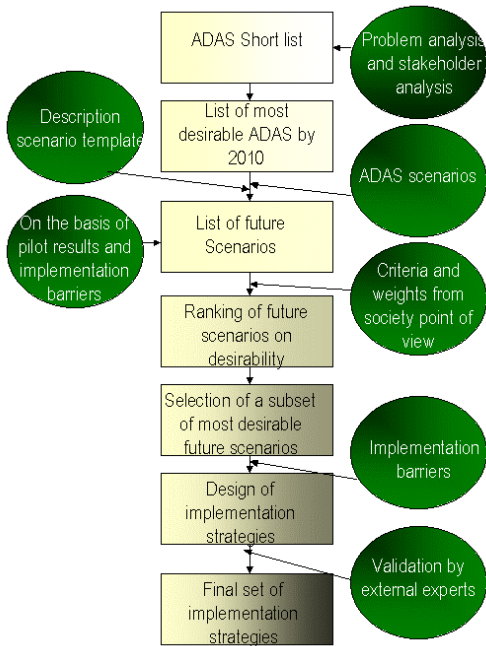 ADAS Short list
Problem analysis
and stakeholder
analysis
List of most
desirable ADAS by
2010
Description
scenario template
ADAS scenarios
List of future
Scenarios
On the basis of
pilot results and
implementation
barriers
Criteria and
weights from
society point of
view
Ranking of future
scenarios on
desirability
Selection of a subset
of most desirable
future scenarios
Implementation
barriers
Design of
implementation
strategies
Validation by
external experts
Final set of
implementation
strategies